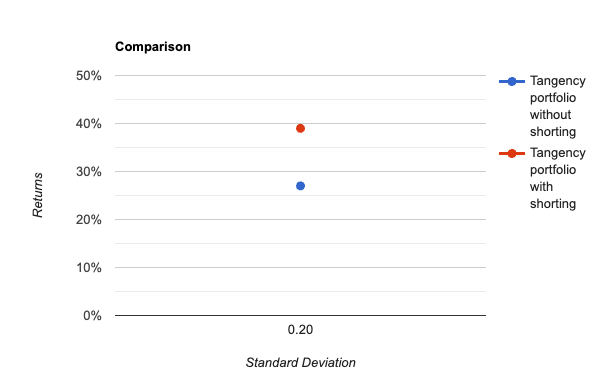 Comparison
50%
40%
30%
20%
10%
0%
Returns
0.20
Standard Deviation
Tangency
portfolio
without
shorting
Tangency
portfolio
with
shorting